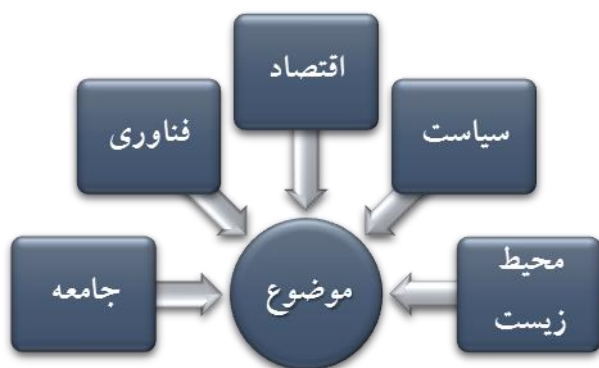 اقتصاد
سیاست
فناوری
محیط
زیست
موضوع
جامعه